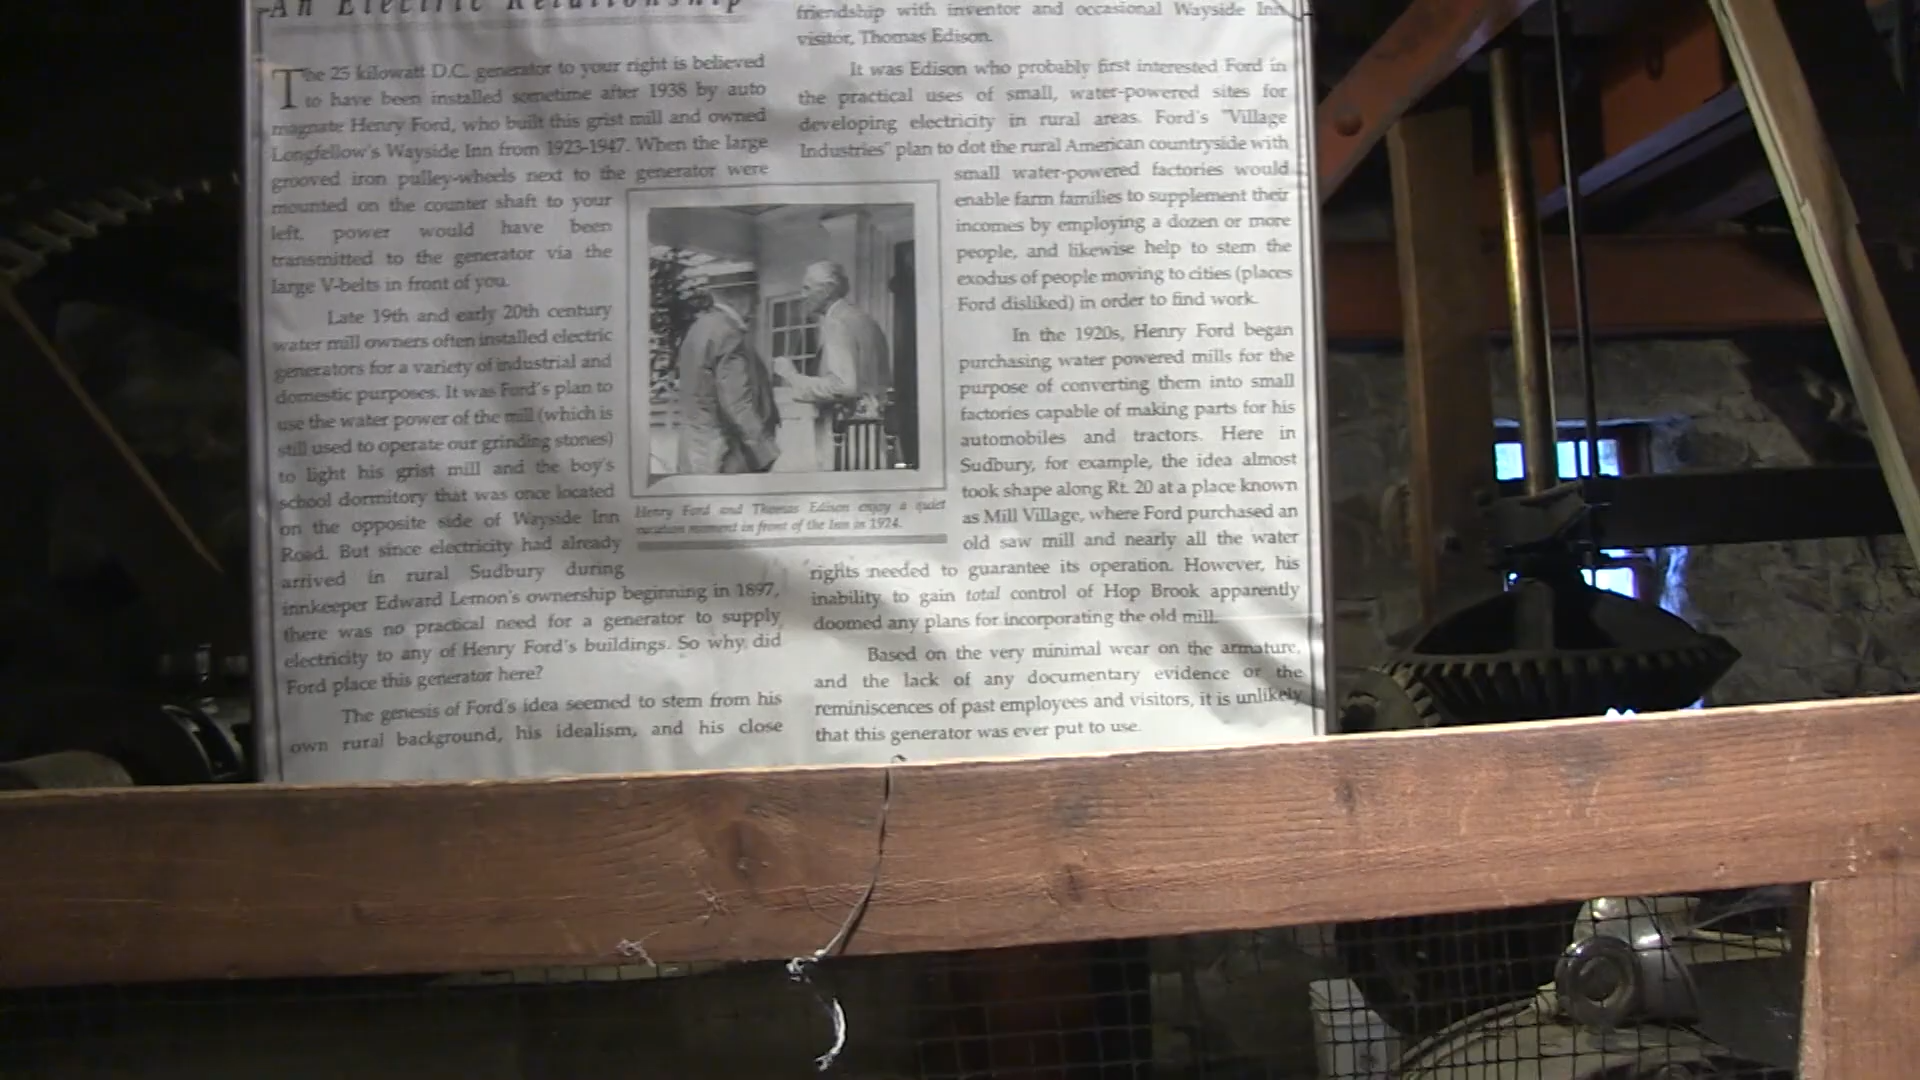 An Electric Relationship
The 25 kilowatt D.C. generator to your right is believed
to have been installed sometime after 1938 by auto
magnate Henry Ford, who built this grist mill and owned
Longfellow's Wayside Inn from 1923-1947. When the large
grooved iron pulley-wheels next to the generator were
mounted on the counter shaft to your
left, power would have been
transmitted to the generator via the
large V-belts in front of you.
Late 19th and early 20th century
water mill owners often installed electric
generators for a variety of industrial and
domestic purposes. It was Ford's plan to
use the water power of the mill (which is
still used to operate our grinding stones)
to light his grist mill and the boy's
school dormitory that was once located
on the opposite side of Wayside Inn
Road. But since electricity had already
arrived in rural Sudbury during
innkeeper Edward Lemon's ownership beginning in 1897,
there was no practical need for a generator to supply
electricity to any of Henry Ford's buildings. So why did
Ford place this generator here?
The genesis of Ford's idea seemed to stem from his
own rural background, his idealism, and his close
friendship with inventor and occasional Wayside Inn
visitor, Thomas Edison.
It was Edison who probably first interested Ford in
the practical uses of small, water-powered sites for
developing electricity in rural areas. Ford's "Village
Industries" plan to dot the rural American countryside with
small water-powered factories would
enable farm families to supplement their
incomes by employing a dozen or more
people, and likewise help to stem the
exodus of people moving to cities (places
Ford disliked) in order to find work.
In the 1920s, Henry Ford began
purchasing water powered mills for the
purpose of converting them into small
factories capable of making parts for his
automobiles and tractors. Here in
Sudbury, for example, the idea almost
took shape along Rt. 20 at a place known
as Mill Village, where Ford purchased an
old saw mill and nearly all the water
rights needed to guarantee its operation. However, his
inability to gain total control of Hop Brook apparently
doomed any plans for incorporating the old mill.
Based on the very minimal wear on the armature,
and the lack of any documentary evidence or the
reminiscences of past employees and visitors, it is unlikely
that this generator was ever put to use.
Henry Ford and Thomas Edison enjoy a quiet
vacation moment in front of the Inn in 1924.